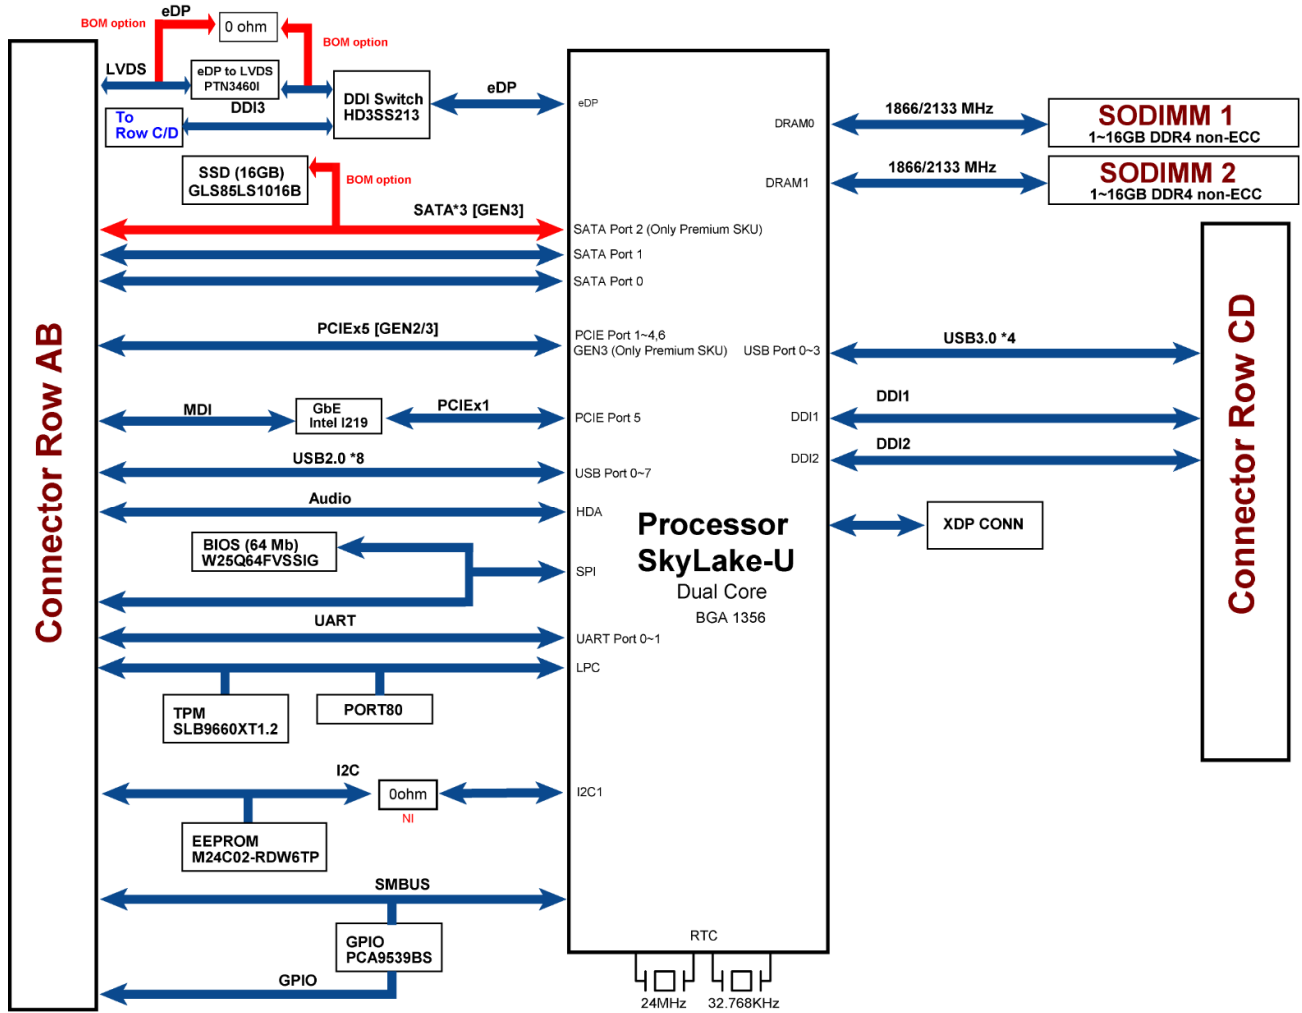 eDP
BOM option
0 ohm
BOM option
LVDS
eDP to LVDS
PTN3460I
DDI3
To
Row C/D
DDI Switch
HD3SS213
eDP
eDP
SSD (16GB)
GLS85LS1016B
BOM option
SATA*3 [GEN3]
SATA Port 2 (Only Premium SKU)
SATA Port 1
SATA Port 0
PCIEx5 [GEN2/3]
PCIE Port 1~4,6
GEN3 (Only Premium SKU)
MDI
GbE
Intel I219
PCIEx1
PCIE Port 5
USB2.0 *8
USB Port 0~7
Audio
HDA
BIOS (64 Mb)
W25Q64FVSSIG
SPI
UART
UART Port 0~1
LPC
TPM
SLB9660XT1.2
PORT80
I2C
0ohm
NI
I2C1
EEPROM
M24C02-RDW6TP
SMBUS
GPIO
PCA9539BS
GPIO
Connector Row AB
Processor
SkyLake-U
Dual Core
BGA 1356
RTC
24MHz
32.768KHz
DRAM0
1866/2133 MHz
SODIMM 1
1~16GB DDR4 non-ECC
DRAM1
1866/2133 MHz
SODIMM 2
1~16GB DDR4 non-ECC
USB Port 0~3
USB3.0 *4
DDI1
DDI1
DDI2
DDI2
XDP CONN
Connector Row CD